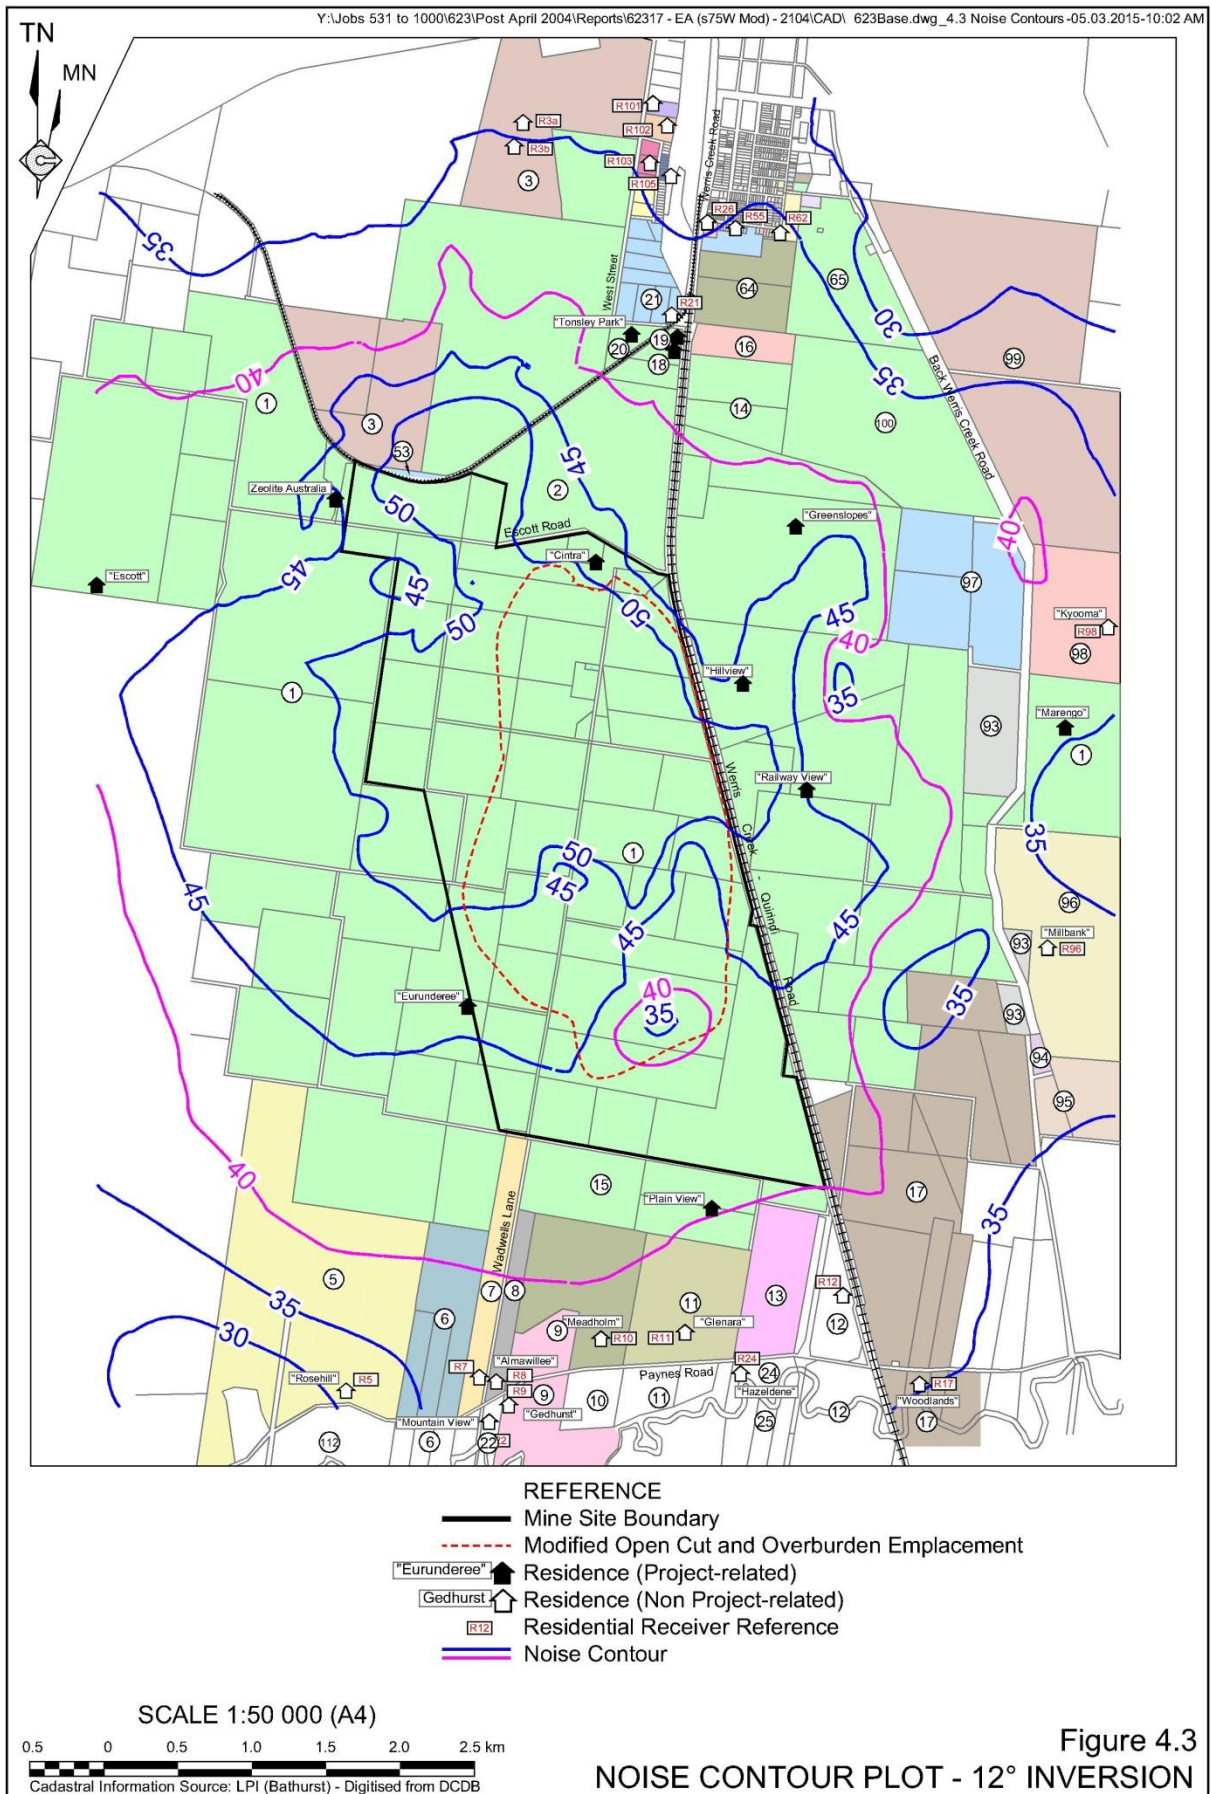 Y:\Jobs 531 to 1000\623\Post April 2004\Reports\62317 - EA (s75W Mod) - 2104\CAD\ 623Base.dwg_4.3 Noise Contours-05.03.2015-10:02 AM
TN
MN
R101
R3a
R102
R3b
R103
3
R105
Werris Creek Road
R26
R55
R62
35
West Street
65
64
21
R21
30
"Tonsley Park"
20
19
18
16
99
40
1
3
35
14
100
Back Werris Creek Road
53
45
2
Zeolite Australia
50
"Greenslopes"
40
Escott Road
"Cintra"
97
"Escott"
45
45
50
50
45
"Kyooma"
R98
98
40
"Hillview"
35
1
"Marengo"
93
1
Werris Creek - Quirindi Road
"Railway View"
35
50
1
45
45
45
45
96
"Millbank"
93
R96
"Eurunderee"
40
35
35
93
94
95
40
15
17
"Plain View"
35
Wadwells Lane
5
7
8
R12
13
35
11
6
9
"Meadholm"
R10
R11
"Glenara"
12
30
"Almawillee"
R7
R8
R24
24
Paynes Road
"Rosehill"
R5
R9
9
10
11
"Hazeldene"
R17
"Woodlands"
"Mountain View"
"Gedhurst"
12
25
17
112
6
22
REFERENCE
Mine Site Boundary
Modified Open Cut and Overburden Emplacement
"Eurunderee" Residence (Project-related)
Gedhurst Residence (Non Project-related)
R12 Residential Receiver Reference
Noise Contour
SCALE 1:50 000 (A4)
0.5 0 0.5 1.0 1.5 2.0 2.5 km
Cadastral Information Source: LPI (Bathurst) - Digitised from DCDB
Figure 4.3
NOISE CONTOUR PLOT - 12° INVERSION